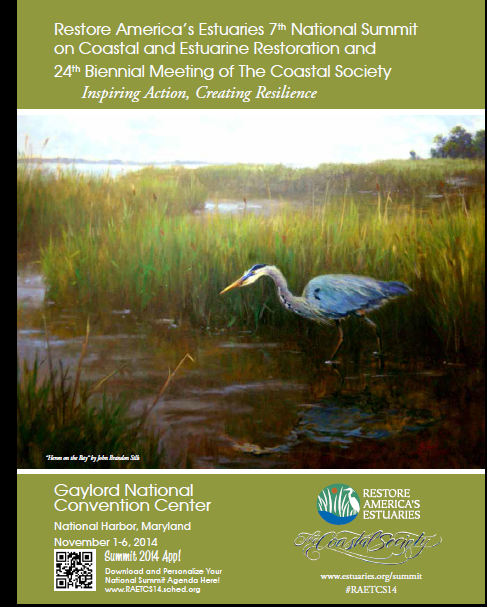 Restore America's Estuaries 7th National Summit
on Coastal and Estuarine Restoration and
24th Biennial Meeting of The Coastal Society
Inspiring Action, Creating Resilience
"Heron on the Bay" by John Brandon Sills
Gaylord National
Convention Center
National Harbor, Maryland
November 1-6, 2014
Summit 2014 App!
Download and Personalize Your
National Summit Agenda Here!
www.RAETCS14.sched.org
RESTORE
AMERICA'S
ESTUARIES
The Coastal Society
www.estuaries.org/summit
#RAETCS14